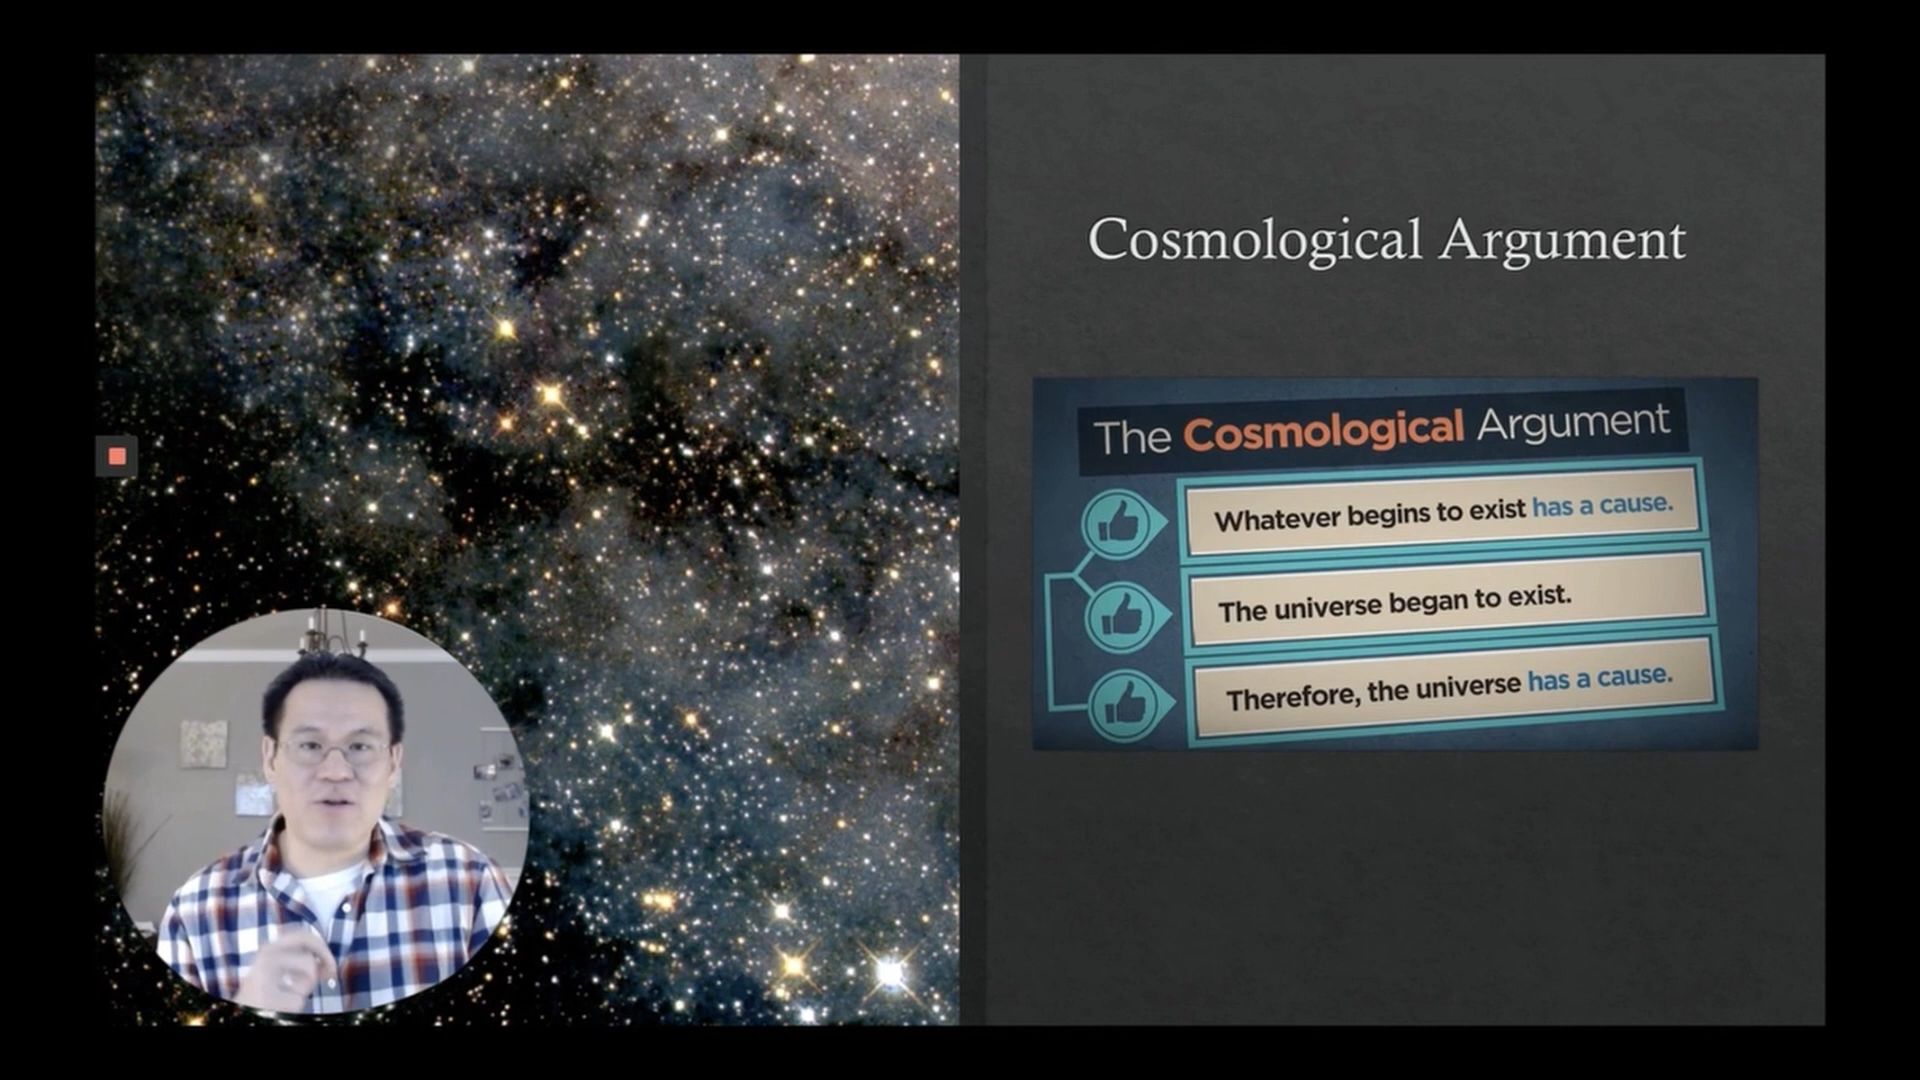 Cosmological Argument
The Cosmological Argument
Whatever begins to exist has a cause.
The universe began to exist.
Therefore, the universe has a cause.